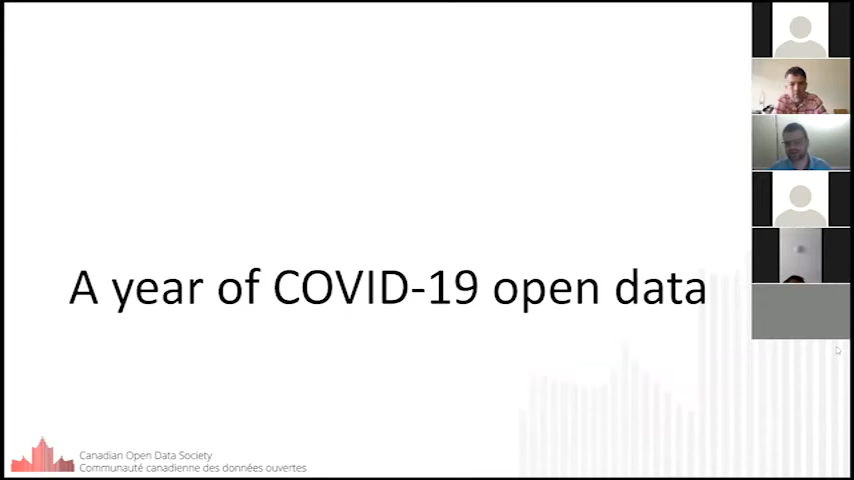 A year of COVID-19 open data
Canadian Open Data Society
Communauté canadienne des données ouvertes